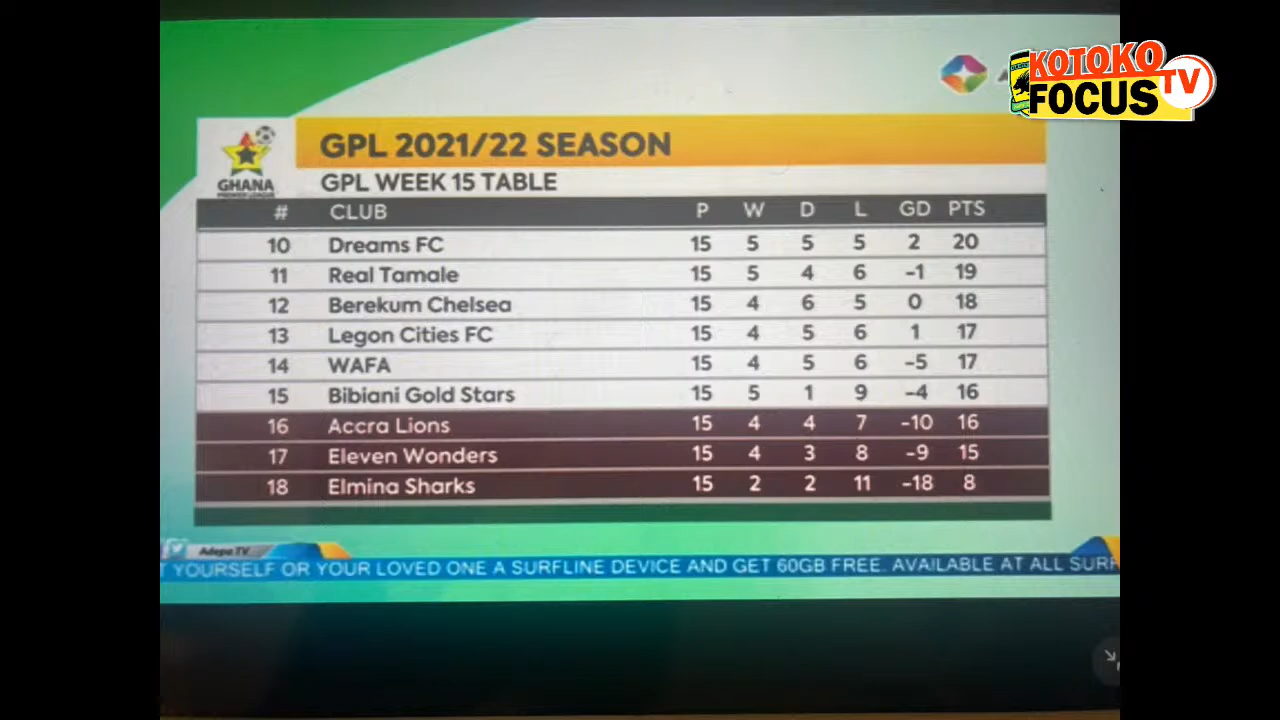 KOTOKO
FOCUS TV
GHANA
PREMIER LEAGUE
GPL 2021/22 SEASON
GPL WEEK 15 TABLE
# CLUB P W D L GD PTS
10 Dreams FC 15 5 5 5 2 20
11 Real Tamale 15 5 4 6 -1 19
12 Berekum Chelsea 15 4 6 5 0 18
13 Legon Cities FC 15 4 5 6 1 17
14 WAFA 15 4 5 6 -5 17
15 Bibiani Gold Stars 15 5 1 9 -4 16
16 Accra Lions 15 4 4 7 -10 16
17 Eleven Wonders 15 4 3 8 -9 15
18 Elmina Sharks 15 2 2 11 -18 8
Adepa TV
T YOURSELF OR YOUR LOVED ONE A SURFLINE DEVICE AND GET 60GB FREE. AVAILABLE AT ALL SURF